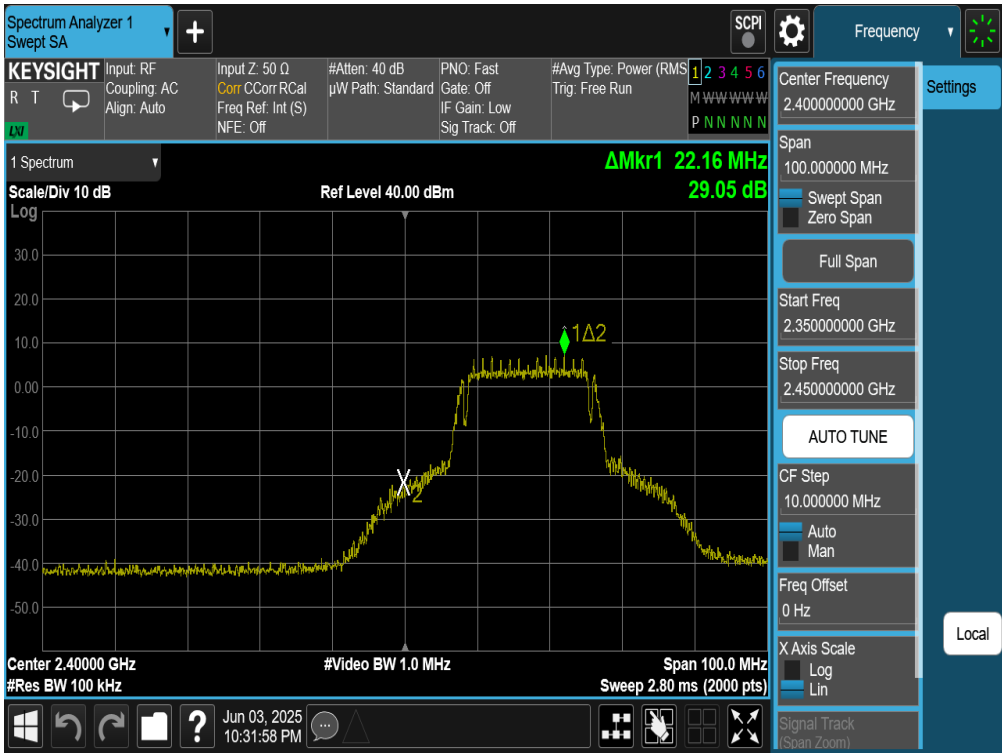 Spectrum Analyzer 1
Swept SA
SCPI
Frequency
KEYSIGHT
R T
LXI
Input: RF
Coupling: AC
Align: Auto
Input Z: 50 Ω
Corr CCorr RCal
Freq Ref: Int (S)
NFE: Off
#Atten: 40 dB
µW Path: Standard
PNO: Fast
Gate: Off
IF Gain: Low
Sig Track: Off
#Avg Type: Power (RMS
Trig: Free Run
1 2 3 4 5 6
M W W W W W
P N N N N N
1 Spectrum
ΔMkr1 22.16 MHz
29.05 dB
Scale/Div 10 dB
Ref Level 40.00 dBm
Log
30.0
20.0
10.0
0.00
-10.0
-20.0
-30.0
-40.0
-50.0
1Δ2
2
Center 2.40000 GHz
#Video BW 1.0 MHz
Span 100.0 MHz
#Res BW 100 kHz
Sweep 2.80 ms (2000 pts)
Center Frequency
2.400000000 GHz
Span
100.000000 MHz
Swept Span
Zero Span
Full Span
Start Freq
2.350000000 GHz
Stop Freq
2.450000000 GHz
AUTO TUNE
CF Step
10.000000 MHz
Auto
Man
Freq Offset
0 Hz
X Axis Scale
Log
Lin
Signal Track
(Span Zoom)
Settings
Local
?
Jun 03, 2025
10:31:58 PM